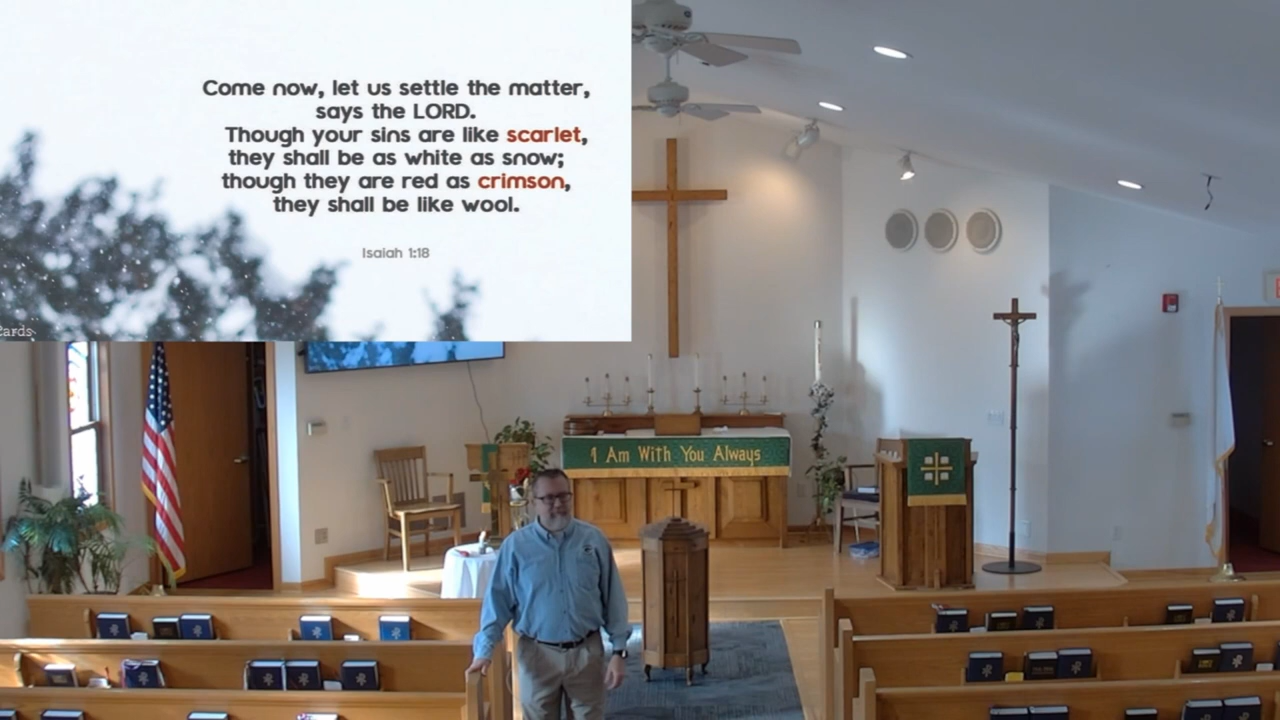 Come now, let us settle the matter,
says the LORD.
Though your sins are like scarlet,
they shall be as white as snow;
though they are red as crimson,
they shall be like wool.
Isaiah 1:18
cards
I Am With You Always